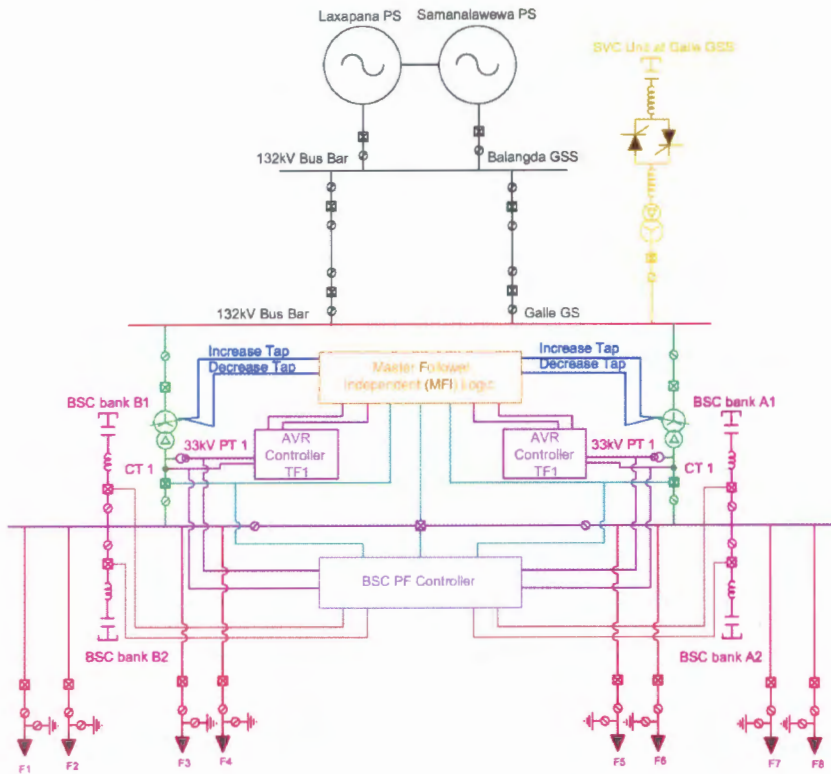 Laxapana PS
Samanalawewa PS
SVC Unit at Galle GSS
132kV Bus Bar
Balangda GSS
132kV Bus Bar
Galle GS
Increase Tap
Decrease Tap
Master Follower
Independent (MFI) Logic
Increase Tap
Decrease Tap
BSC bank B1
BSC bank A1
33kV PT 1
AVR
Controller
TF1
AVR
Controller
TF1
33kV PT 1
CT 1
CT 1
BSC PF Controller
BSC bank B2
BSC bank A2
F1
F2
F3
F4
F5
F6
F7
F8